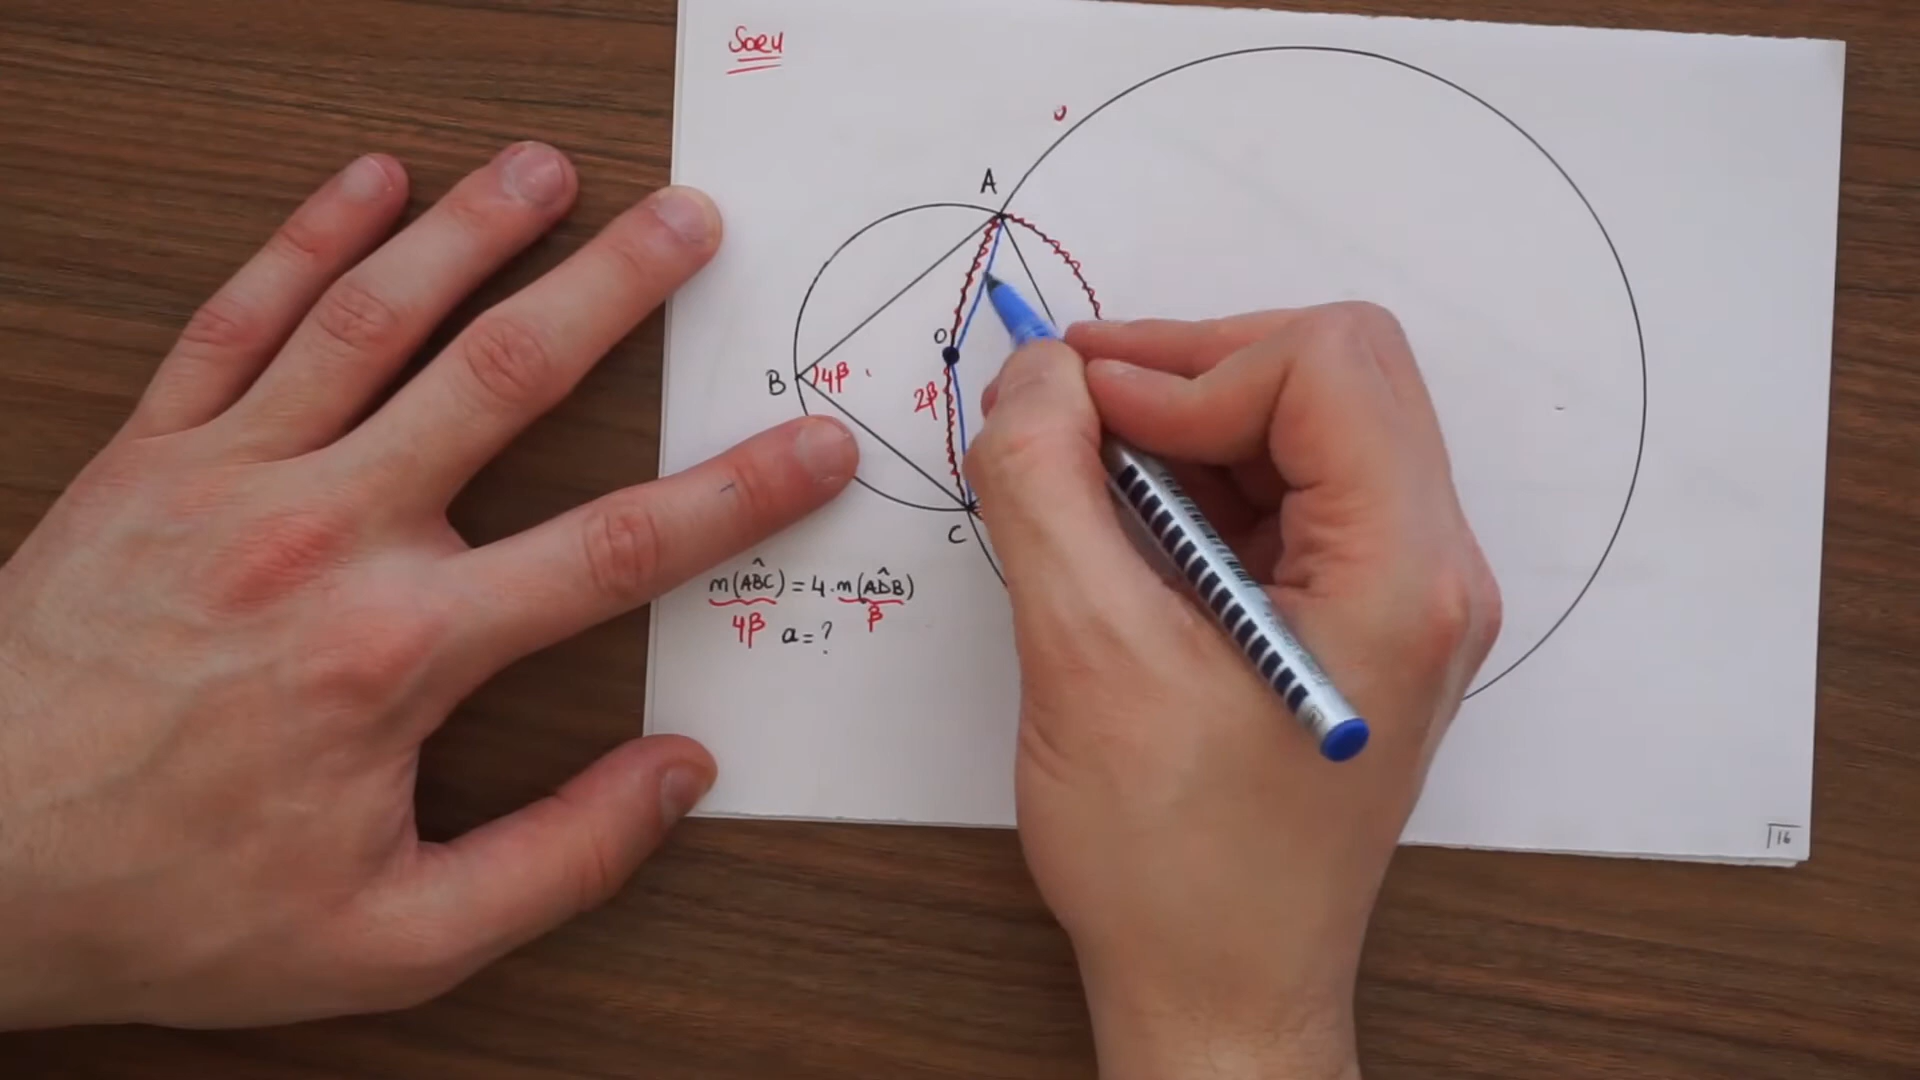 Soru
A
O
B
4β
2β
C
m(ABC) = 4·m(ADB)
4β
β
a = ?
16